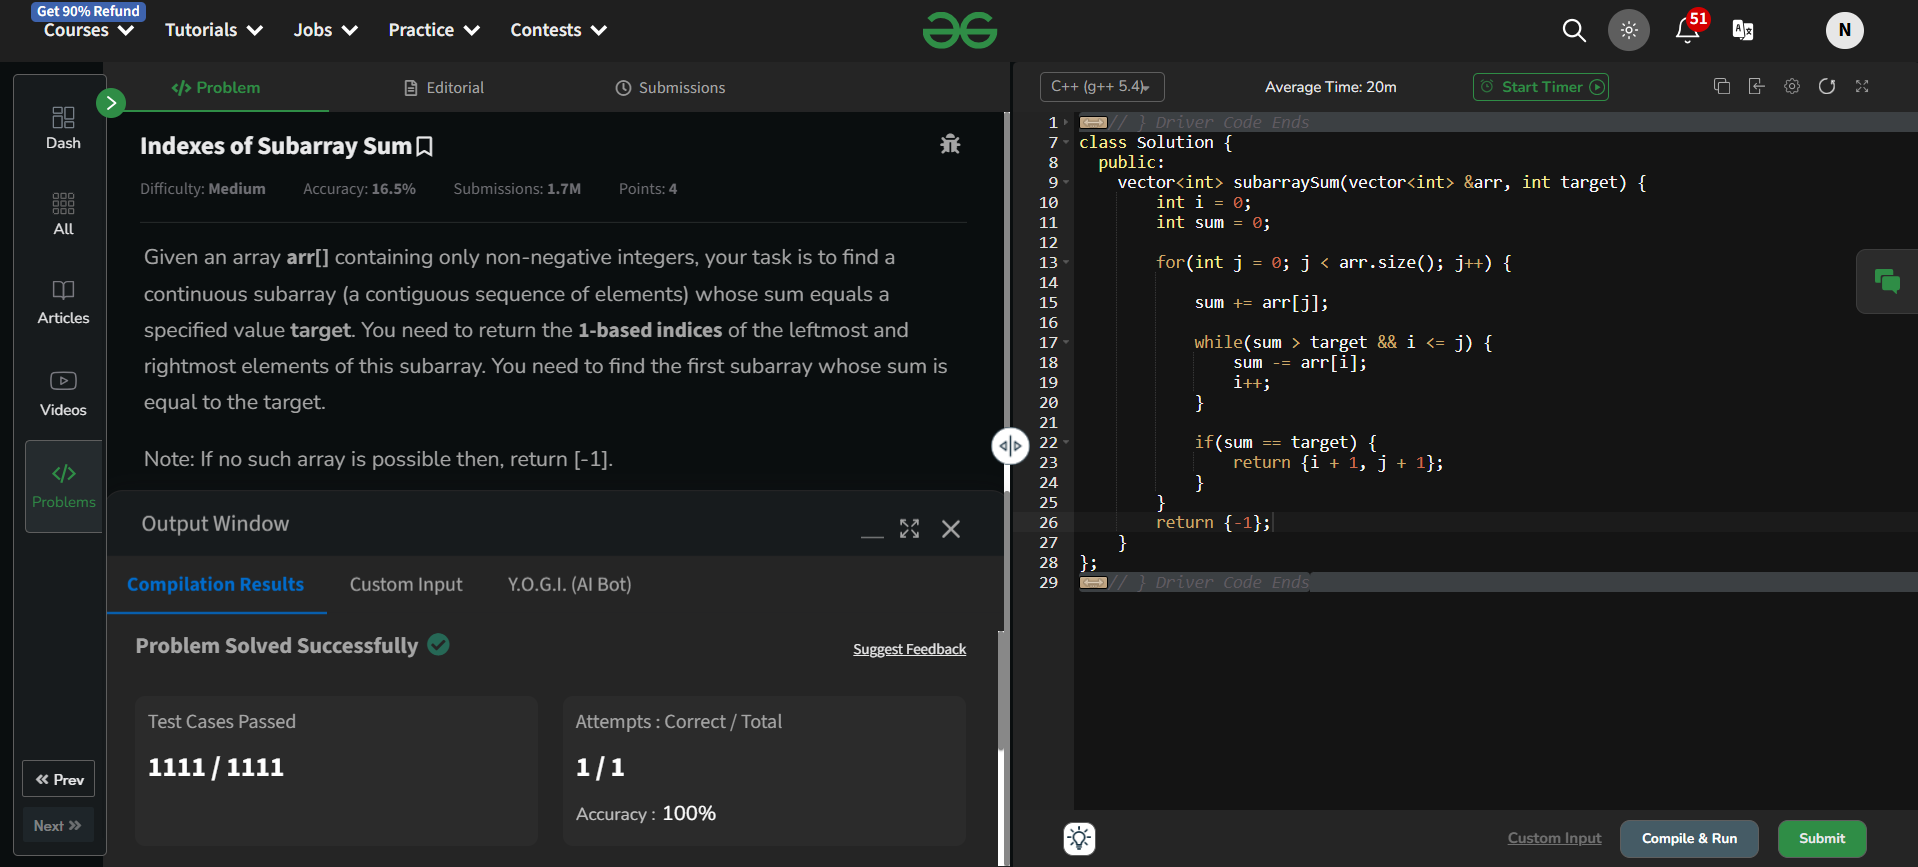 Get 90% Refund
Courses
Tutorials
Jobs
Practice
Contests
51
N
Dash
All
Articles
Videos
Problems
Prev
Next
Problem
Editorial
Submissions
Indexes of Subarray Sum
Difficulty: Medium Accuracy: 16.5% Submissions: 1.7M Points: 4
Given an array arr[] containing only non-negative integers, your task is to find a
continuous subarray (a contiguous sequence of elements) whose sum equals a
specified value target. You need to return the 1-based indices of the leftmost and
rightmost elements of this subarray. You need to find the first subarray whose sum is
equal to the target.
Note: If no such array is possible then, return [-1].
Output Window
Compilation Results
Custom Input
Y.O.G.I. (AI Bot)
Problem Solved Successfully
Suggest Feedback
Test Cases Passed
1111 / 1111
Attempts : Correct / Total
1 / 1
Accuracy : 100%
C++ (g++ 5.4)
Average Time: 20m
Start Timer
1 // } Driver Code Ends
7 class Solution {
8   public:
9     vector<int> subarraySum(vector<int> &arr, int target) {
10         int i = 0;
11         int sum = 0;
12
13         for(int j = 0; j < arr.size(); j++) {
14
15             sum += arr[j];
16
17             while(sum > target && i <= j) {
18                 sum -= arr[i];
19                 i++;
20             }
21
22             if(sum == target) {
23                 return {i + 1, j + 1};
24             }
25         }
26         return {-1};
27     }
28 };
29 // } Driver Code Ends
Custom Input
Compile & Run
Submit